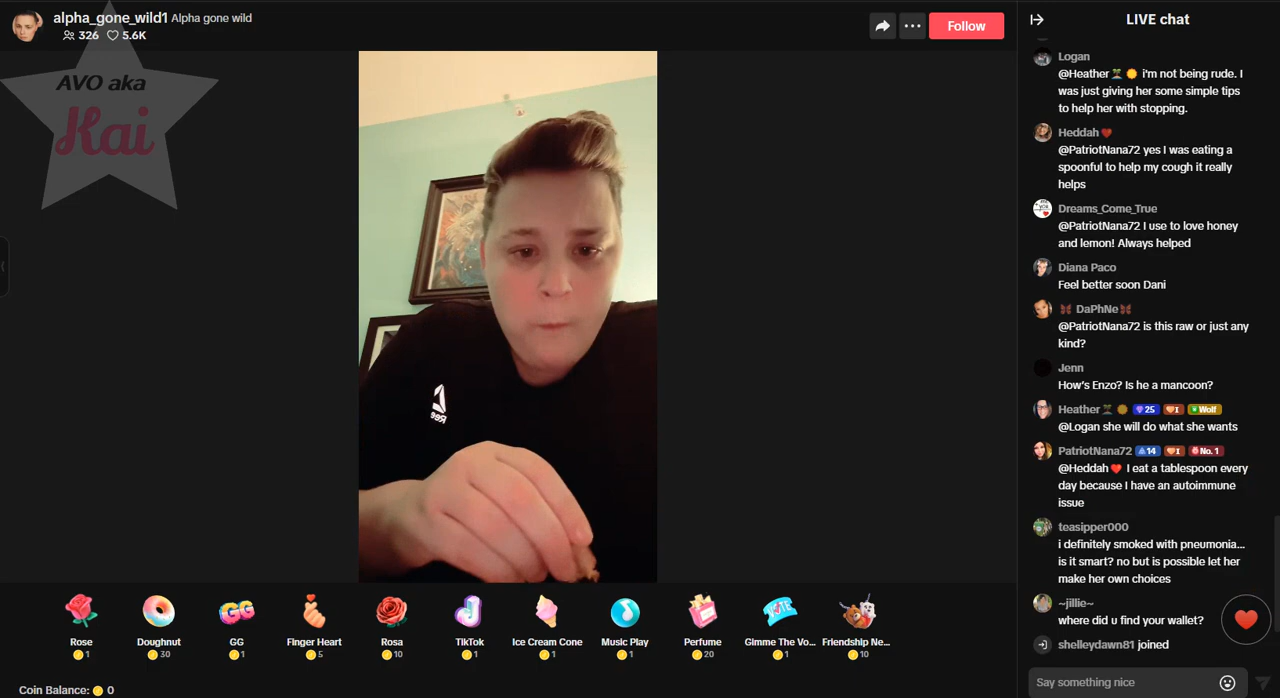 alpha_gone_wild1 Alpha gone wild
326 5.6K
Follow
AVO aka
Kai
LIVE chat
Logan
@Heather i'm not being rude. I
was just giving her some simple tips
to help her with stopping.
Heddah
@PatriotNana72 yes I was eating a
spoonful to help my cough it really
helps
Dreams_Come_True
@PatriotNana72 I use to love honey
and lemon! Always helped
Diana Paco
Feel better soon Dani
DaPhNe
@PatriotNana72 is this raw or just any
kind?
Jenn
How's Enzo? Is he a mancoon?
Heather 25 I Wolf
@Logan she will do what she wants
PatriotNana72 14 I No. 1
@Heddah I eat a tablespoon every
day because I have an autoimmune
issue
teasipper000
i definitely smoked with pneumonia...
is it smart? no but is possible let her
make her own choices
~jillie~
where did u find your wallet?
shelleydawn81 joined
Say something nice
GG
Rose
1
Doughnut
30
GG
1
Finger Heart
5
Rosa
10
TikTok
1
Ice Cream Cone
1
Music Play
1
Perfume
20
Gimme The Vo...
1
Friendship Ne...
10
Coin Balance: 0